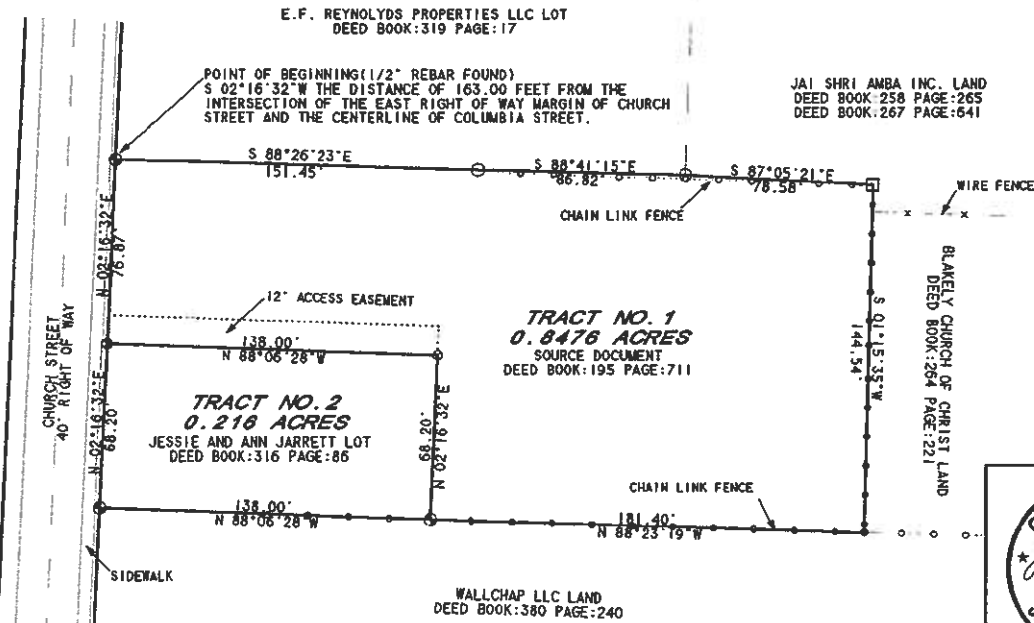 E.F. REYNOLYDS PROPERTIES LLC LOT
DEED BOOK:319 PAGE:17
POINT OF BEGINNING(1/2" REBAR FOUND)
S 02°16'32"W THE DISTANCE OF 163.00 FEET FROM THE
INTERSECTION OF THE EAST RIGHT OF WAY MARGIN OF CHURCH
STREET AND THE CENTERLINE OF COLUMBIA STREET.
JAI SHRI AMBA INC. LAND
DEED BOOK:258 PAGE:265
DEED BOOK:267 PAGE:641
S 88°26'23"E
151.45'
S 88°41'15"E
86.82'
S 87°05'21"E
78.58'
CHAIN LINK FENCE
WIRE FENCE
N 02°16'32"E
76.87'
12' ACCESS EASEMENT
138.00'
N 88°06'28"W
TRACT NO. 1
0.8476 ACRES
SOURCE DOCUMENT
DEED BOOK:195 PAGE:711
S 01°15'35"W
144.54'
BLAKELY CHURCH OF CHRIST LAND
DEED BOOK:264 PAGE:221
CHURCH STREET
40' RIGHT OF WAY
N 02°16'32"E
68.20'
TRACT NO. 2
0.216 ACRES
JESSIE AND ANN JARRETT LOT
DEED BOOK:316 PAGE:86
68.20'
N 02°16'32"E
CHAIN LINK FENCE
138.00'
N 88°06'28"W
181.40'
N 88°23'19"W
SIDEWALK
WALLCHAP LLC LAND
DEED BOOK:380 PAGE:240